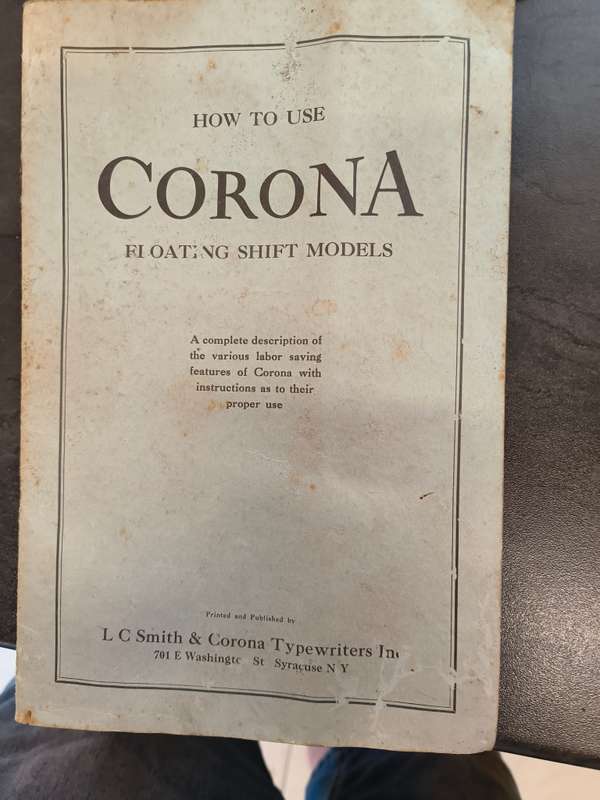 HOW TO USE
CORONA
FLOATING SHIFT MODELS
A complete description of
the various labor saving
features of Corona with
instructions as to their
proper use
Printed and Published by
L C Smith & Corona Typewriters Inc
701 E Washingto St Syracuse N Y